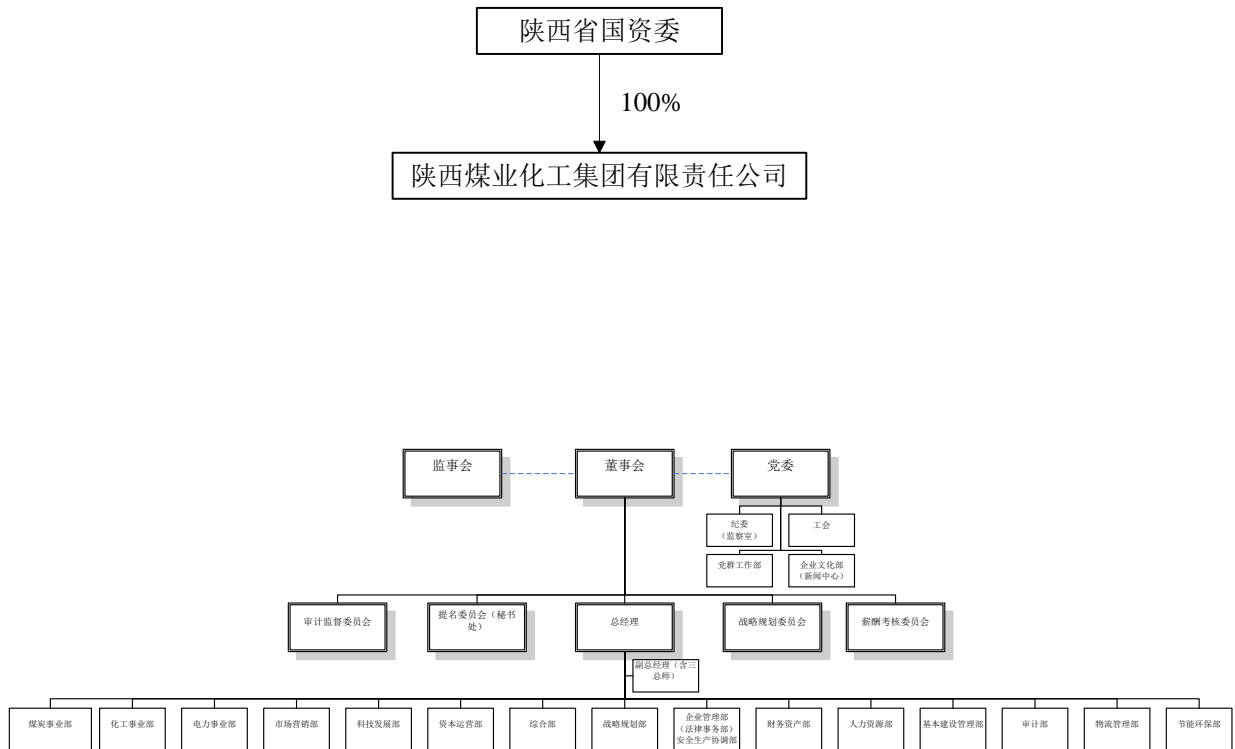 陕西省国资委
100%
陕西煤业化工集团有限责任公司
监事会
董事会
党委
纪委
（监察室）
工会
党群工作部
企业文化部
（新闻中心）
审计监督委员会
提名委员会（秘书
处）
总经理
战略规划委员会
薪酬考核委员会
副总经理（含三
总师）
煤炭事业部
化工事业部
电力事业部
市场营销部
科技发展部
资本运营部
综合部
战略规划部
企业管理部
（法律事务部）
安全生产协调部
财务资产部
人力资源部
基本建设管理部
审计部
物流管理部
节能环保部